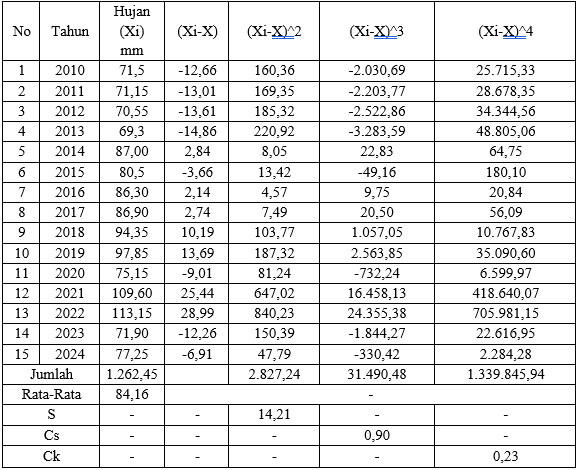 No Tahun Hujan (Xi) mm (Xi-X) (Xi-X)^2 (Xi-X)^3 (Xi-X)^4
1 2010 71,5 -12,66 160,36 -2.030,69 25.715,33
2 2011 71,15 -13,01 169,35 -2.203,77 28.678,35
3 2012 70,55 -13,61 185,32 -2.522,86 34.344,56
4 2013 69,3 -14,86 220,92 -3.283,59 48.805,06
5 2014 87,00 2,84 8,05 22,83 64,75
6 2015 80,5 -3,66 13,42 -49,16 180,10
7 2016 86,30 2,14 4,57 9,75 20,84
8 2017 86,90 2,74 7,49 20,50 56,09
9 2018 94,35 10,19 103,77 1.057,05 10.767,83
10 2019 97,85 13,69 187,32 2.563,85 35.090,60
11 2020 75,15 -9,01 81,24 -732,24 6.599,97
12 2021 109,60 25,44 647,02 16.458,13 418.640,07
13 2022 113,15 28,99 840,23 24.355,38 705.981,15
14 2023 71,90 -12,26 150,39 -1.844,27 22.616,95
15 2024 77,25 -6,91 47,79 -330,42 2.284,28
Jumlah 1.262,45 2.827,24 31.490,48 1.339.845,94
Rata-Rata 84,16 -
S - - 14,21 - -
Cs - - - 0,90 -
Ck - - - - 0,23